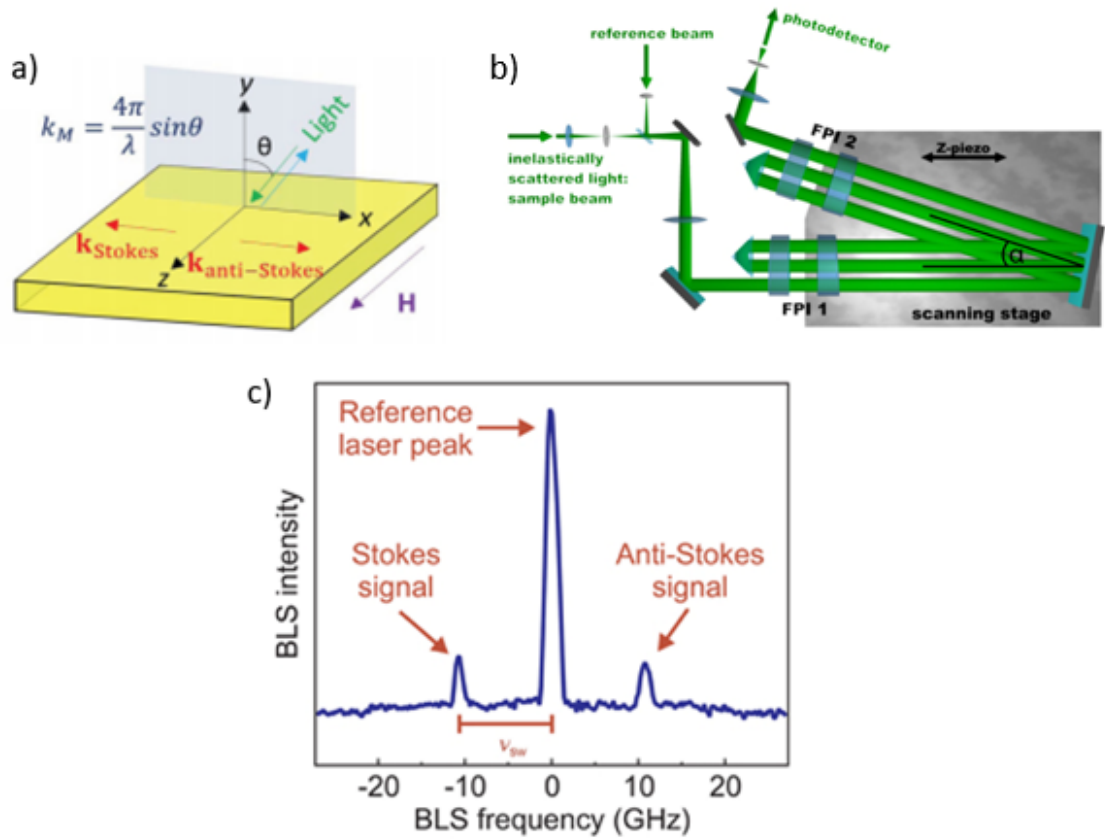 a)
y
θ
Light
k_M = 4π/λ sinθ
x
k_Stokes
k_anti−Stokes
z
H
b)
photodetector
reference beam
inelastically
scattered light:
sample beam
FPI 2
Z-piezo
α
FPI 1
scanning stage
c)
Reference
laser peak
Stokes
signal
Anti-Stokes
signal
ν_sw
BLS intensity
-20 -10 0 10 20
BLS frequency (GHz)